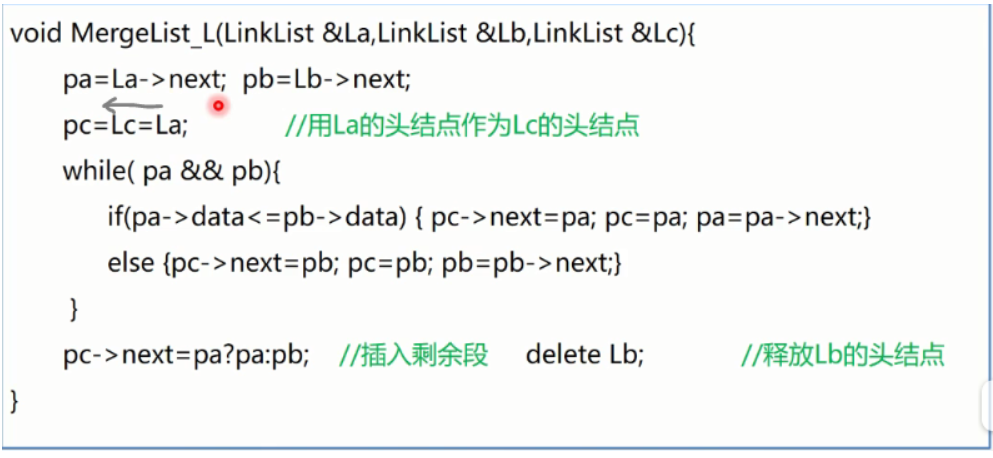 void MergeList_L(LinkList &La,LinkList &Lb,LinkList &Lc){
pa=La->next; pb=Lb->next;
pc=Lc=La; //用La的头结点作为Lc的头结点
while( pa && pb){
if(pa->data<=pb->data) { pc->next=pa; pc=pa; pa=pa->next;}
else {pc->next=pb; pc=pb; pb=pb->next;}
}
pc->next=pa?pa:pb; //插入剩余段 delete Lb; //释放Lb的头结点
}